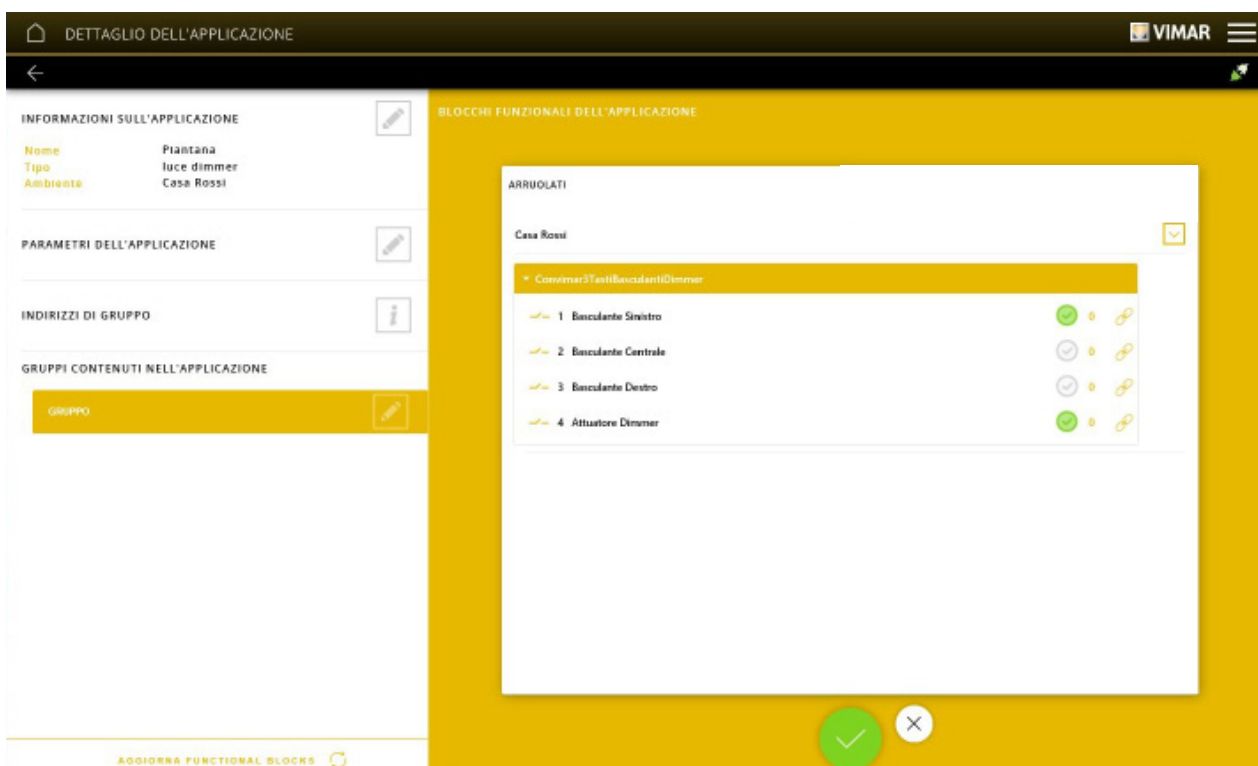 DETTAGLIO DELL'APPLICAZIONE
VIMAR
INFORMAZIONI SULL'APPLICAZIONE
Nome Piantana
Tipo luce dimmer
Ambiente Casa Rossi
PARAMETRI DELL'APPLICAZIONE
INDIRIZZI DI GRUPPO
i
GRUPPI CONTENUTI NELL'APPLICAZIONE
GRUPPO
AGGIORNA FUNCTIONAL BLOCKS
BLOCCHI FUNZIONALI DELL'APPLICAZIONE
ARRUOLATI
Casa Rossi
Convimar3TastiBasculantiDimmer
1 Basculante Sinistro 0
2 Basculante Centrale 0
3 Basculante Destro 0
4 Attuatore Dimmer 0